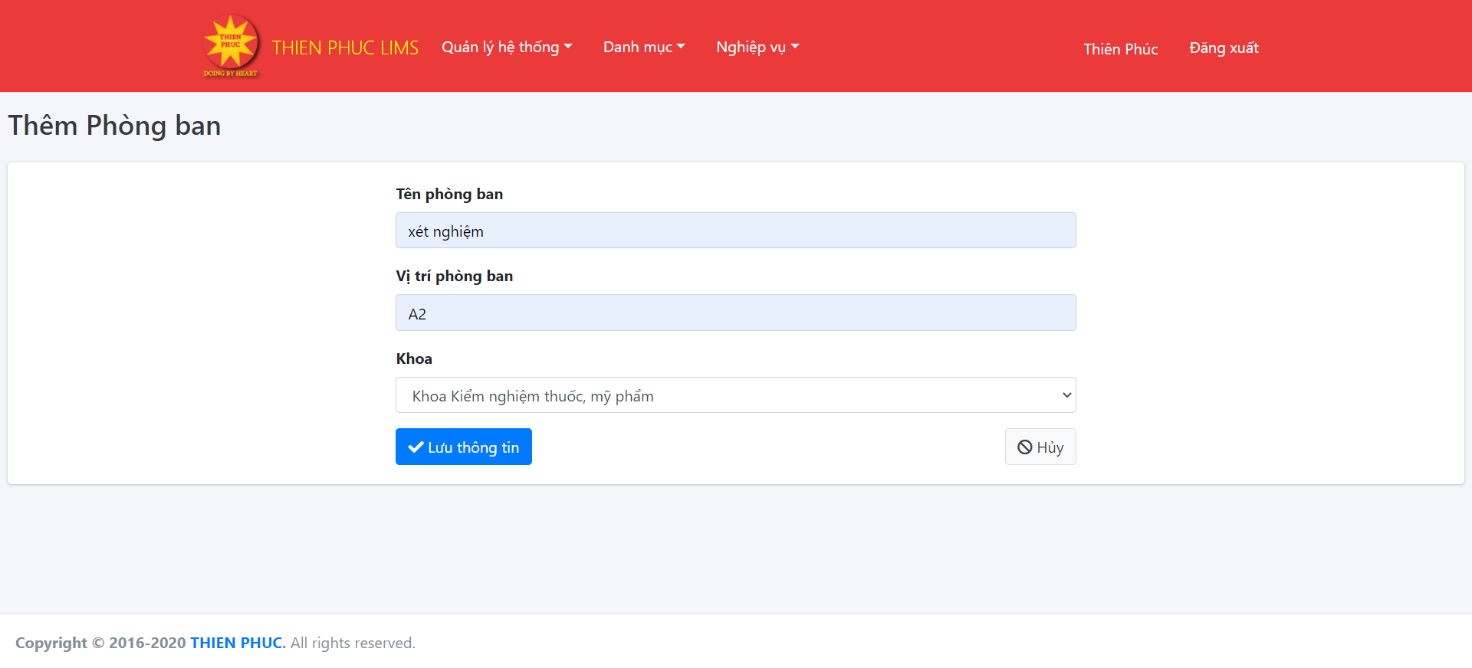 THIEN
PHUC
DOING BY HEART
THIEN PHUC LIMS
Quản lý hệ thống
Danh mục
Nghiệp vụ
Thiên Phúc
Đăng xuất
Thêm Phòng ban
Tên phòng ban
xét nghiệm
Vị trí phòng ban
A2
Khoa
Khoa Kiểm nghiệm thuốc, mỹ phẩm
Lưu thông tin
Hủy
Copyright © 2016-2020 THIEN PHUC. All rights reserved.